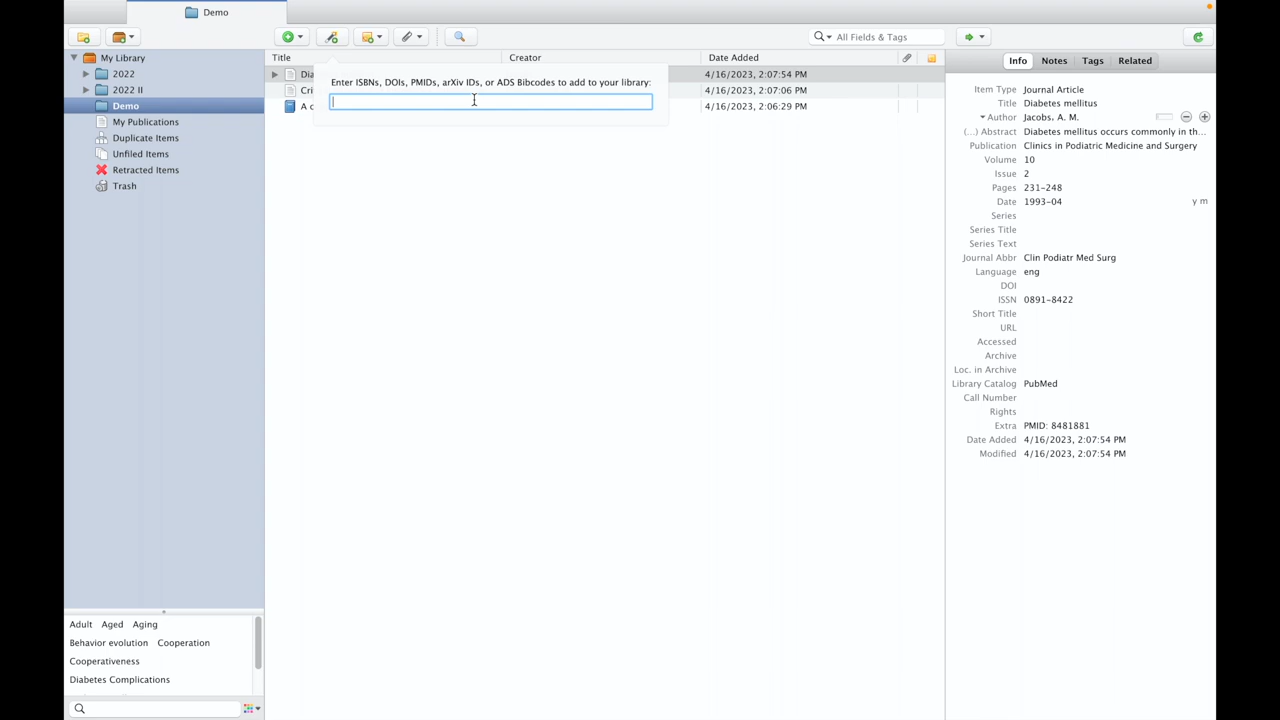 Demo
All Fields & Tags
My Library
2022
2022 II
Demo
My Publications
Duplicate Items
Unfiled Items
Retracted Items
Trash
Adult Aged Aging
Behavior evolution Cooperation
Cooperativeness
Diabetes Complications
Title Creator Date Added
Enter ISBNs, DOIs, PMIDs, arXiv IDs, or ADS Bibcodes to add to your library:
Dia 4/16/2023, 2:07:54 PM
Cri 4/16/2023, 2:07:06 PM
A c 4/16/2023, 2:06:29 PM
Info Notes Tags Related
Item Type Journal Article
Title Diabetes mellitus
Author Jacobs, A. M.
(...) Abstract Diabetes mellitus occurs commonly in th...
Publication Clinics in Podiatric Medicine and Surgery
Volume 10
Issue 2
Pages 231-248
Date 1993-04 y m
Series
Series Title
Series Text
Journal Abbr Clin Podiatr Med Surg
Language eng
DOI
ISSN 0891-8422
Short Title
URL
Accessed
Archive
Loc. in Archive
Library Catalog PubMed
Call Number
Rights
Extra PMID: 8481881
Date Added 4/16/2023, 2:07:54 PM
Modified 4/16/2023, 2:07:54 PM